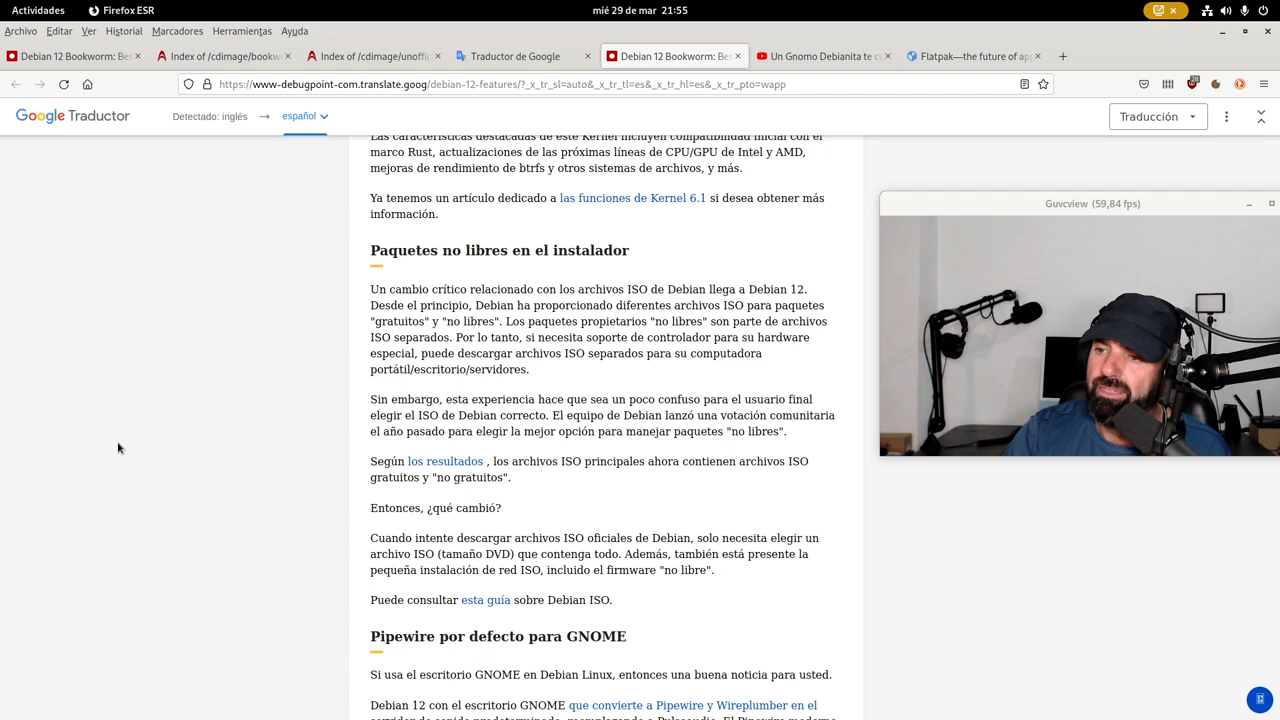 Actividades
Firefox ESR
mié 29 de mar 21:55
Archivo Editar Ver Historial Marcadores Herramientas Ayuda
Debian 12 Bookworm: Bes
Index of /cdimage/bookw
Index of /cdimage/unoffic
Traductor de Google
Debian 12 Bookworm: Bes
Un Gnomo Debianita te cu
Flatpak—the future of app
https://www-debugpoint-com.translate.goog/debian-12-features/?_x_tr_sl=auto&_x_tr_tl=es&_x_tr_hl=es&_x_tr_pto=wapp
Google Traductor
Detectado: inglés → español
Traducción
Las características destacadas de este Kernel incluyen compatibilidad inicial con el
marco Rust, actualizaciones de las próximas líneas de CPU/GPU de Intel y AMD,
mejoras de rendimiento de btrfs y otros sistemas de archivos, y más.
Ya tenemos un artículo dedicado a las funciones de Kernel 6.1 si desea obtener más
información.
Guvcview (59,84 fps)
Paquetes no libres en el instalador
Un cambio crítico relacionado con los archivos ISO de Debian llega a Debian 12.
Desde el principio, Debian ha proporcionado diferentes archivos ISO para paquetes
"gratuitos" y "no libres". Los paquetes propietarios "no libres" son parte de archivos
ISO separados. Por lo tanto, si necesita soporte de controlador para su hardware
especial, puede descargar archivos ISO separados para su computadora
portátil/escritorio/servidores.
Sin embargo, esta experiencia hace que sea un poco confuso para el usuario final
elegir el ISO de Debian correcto. El equipo de Debian lanzó una votación comunitaria
el año pasado para elegir la mejor opción para manejar paquetes "no libres".
Según los resultados , los archivos ISO principales ahora contienen archivos ISO
gratuitos y "no gratuitos".
Entonces, ¿qué cambió?
Cuando intente descargar archivos ISO oficiales de Debian, solo necesita elegir un
archivo ISO (tamaño DVD) que contenga todo. Además, también está presente la
pequeña instalación de red ISO, incluido el firmware "no libre".
Puede consultar esta guía sobre Debian ISO.
Pipewire por defecto para GNOME
Si usa el escritorio GNOME en Debian Linux, entonces una buena noticia para usted.
Debian 12 con el escritorio GNOME que convierte a Pipewire y Wireplumber en el